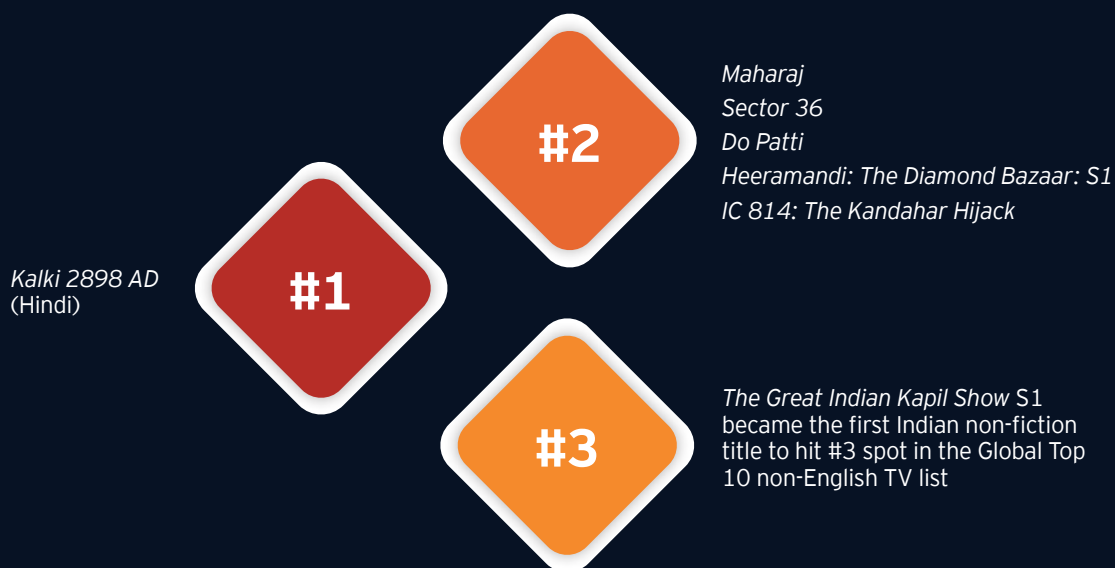 Kalki 2898 AD
(Hindi)
#1
#2
Maharaj
Sector 36
Do Patti
Heeramandi: The Diamond Bazaar: S1
IC 814: The Kandahar Hijack
#3
The Great Indian Kapil Show S1
became the first Indian non-fiction
title to hit #3 spot in the Global Top
10 non-English TV list